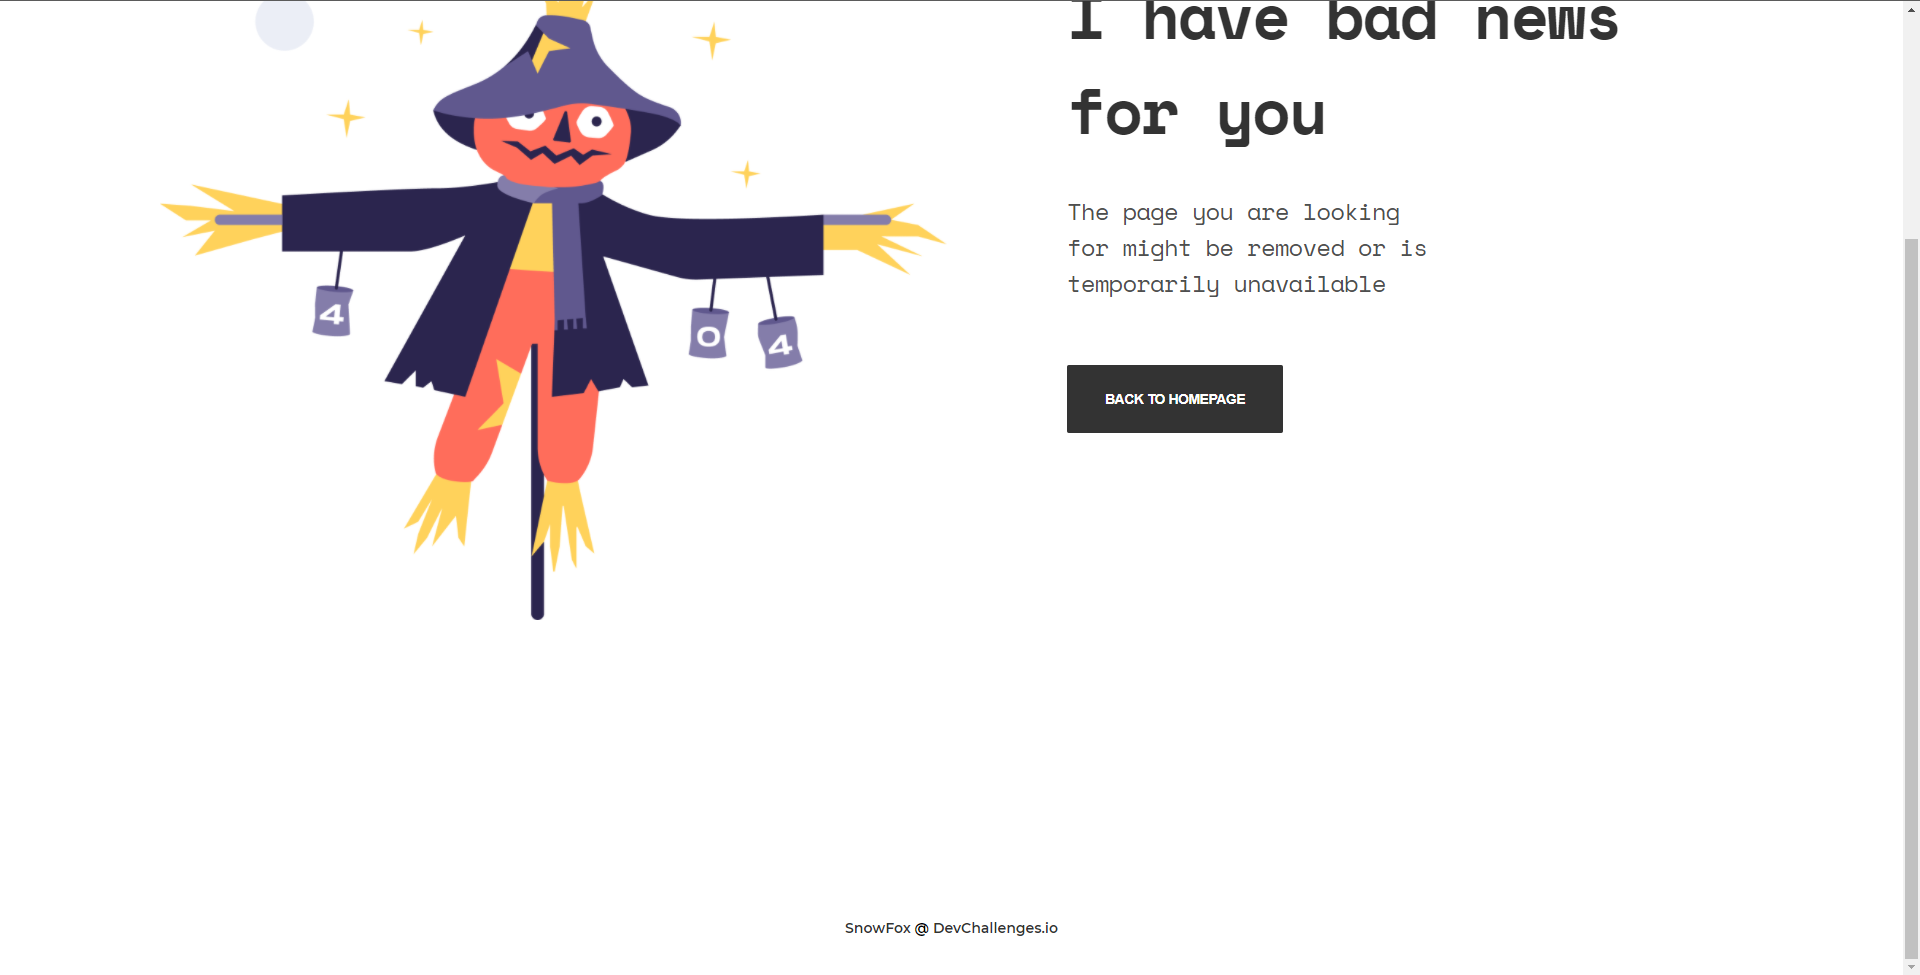 I have bad news
for you
The page you are looking
for might be removed or is
temporarily unavailable
BACK TO HOMEPAGE
4
0
4
SnowFox @ DevChallenges.io